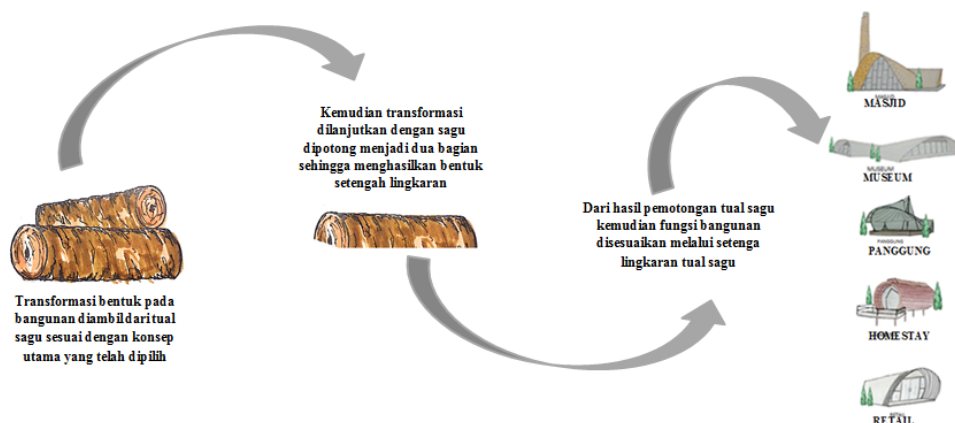 Transformasi bentuk pada
bangunan diambil dari tual
sagu sesuai dengan konsep
utama yang telah dipilih
Kemudian transformasi
dilanjutkan dengan sagu
dipotong menjadi dua bagian
sehingga menghasilkan bentuk
setengah lingkaran
Dari hasil pemotongan tual sagu
kemudian fungsi bangunan
disesuaikan melalui setenga
lingkaran tual sagu
MASJID
MUSEUM
MUSEUM
PANGGUNG
PANGGUNG
HOMESTAY
RETAIL